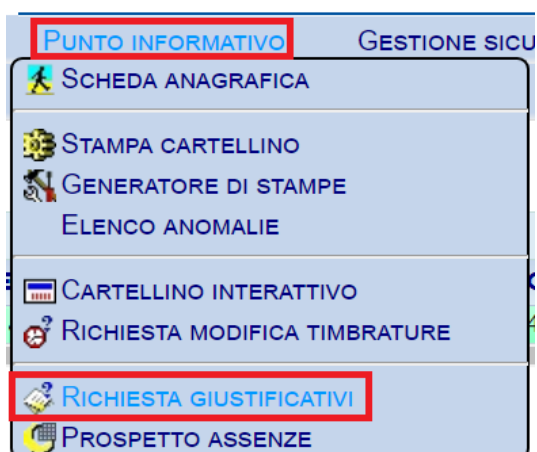 PUNTO INFORMATIVO GESTIONE SICU
SCHEDA ANAGRAFICA
STAMPA CARTELLINO
GENERATORE DI STAMPE
ELENCO ANOMALIE
CARTELLINO INTERATTIVO
RICHIESTA MODIFICA TIMBRATURE
RICHIESTA GIUSTIFICATIVI
PROSPETTO ASSENZE